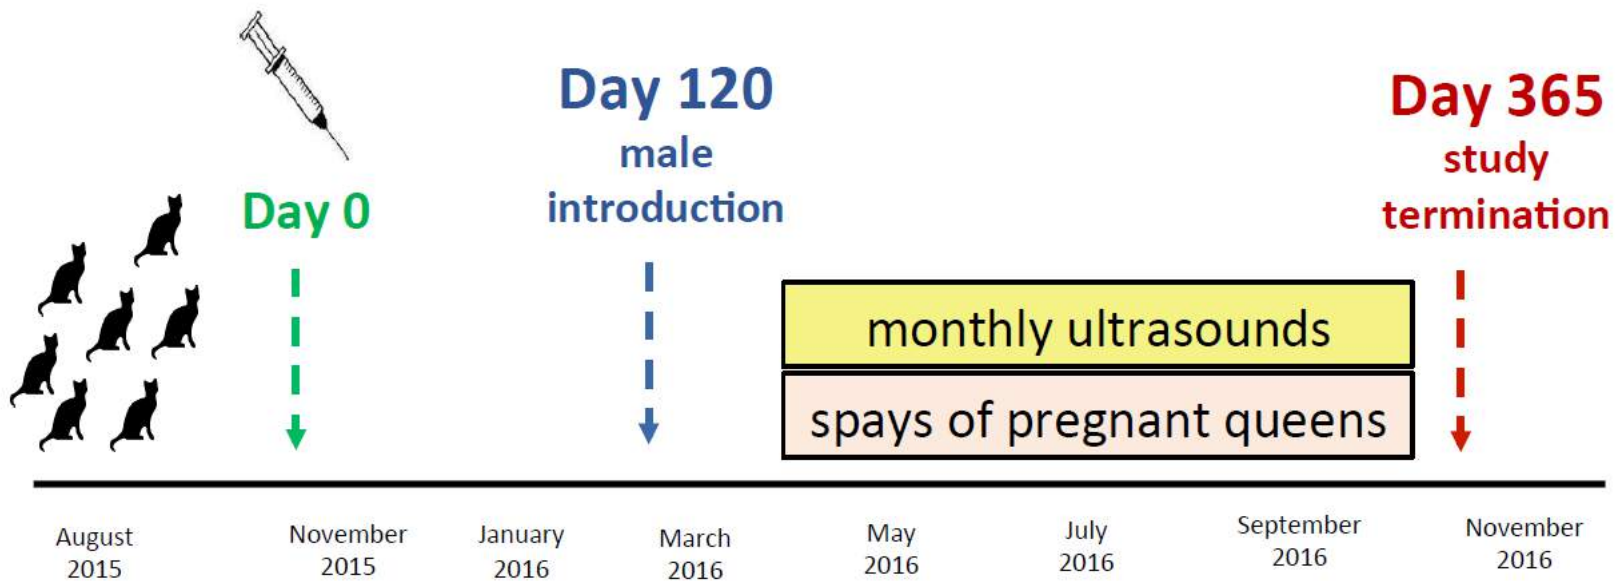 Day 0
Day 120
male
introduction
Day 365
study
termination
monthly ultrasounds
spays of pregnant queens
August
2015
November
2015
January
2016
March
2016
May
2016
July
2016
September
2016
November
2016